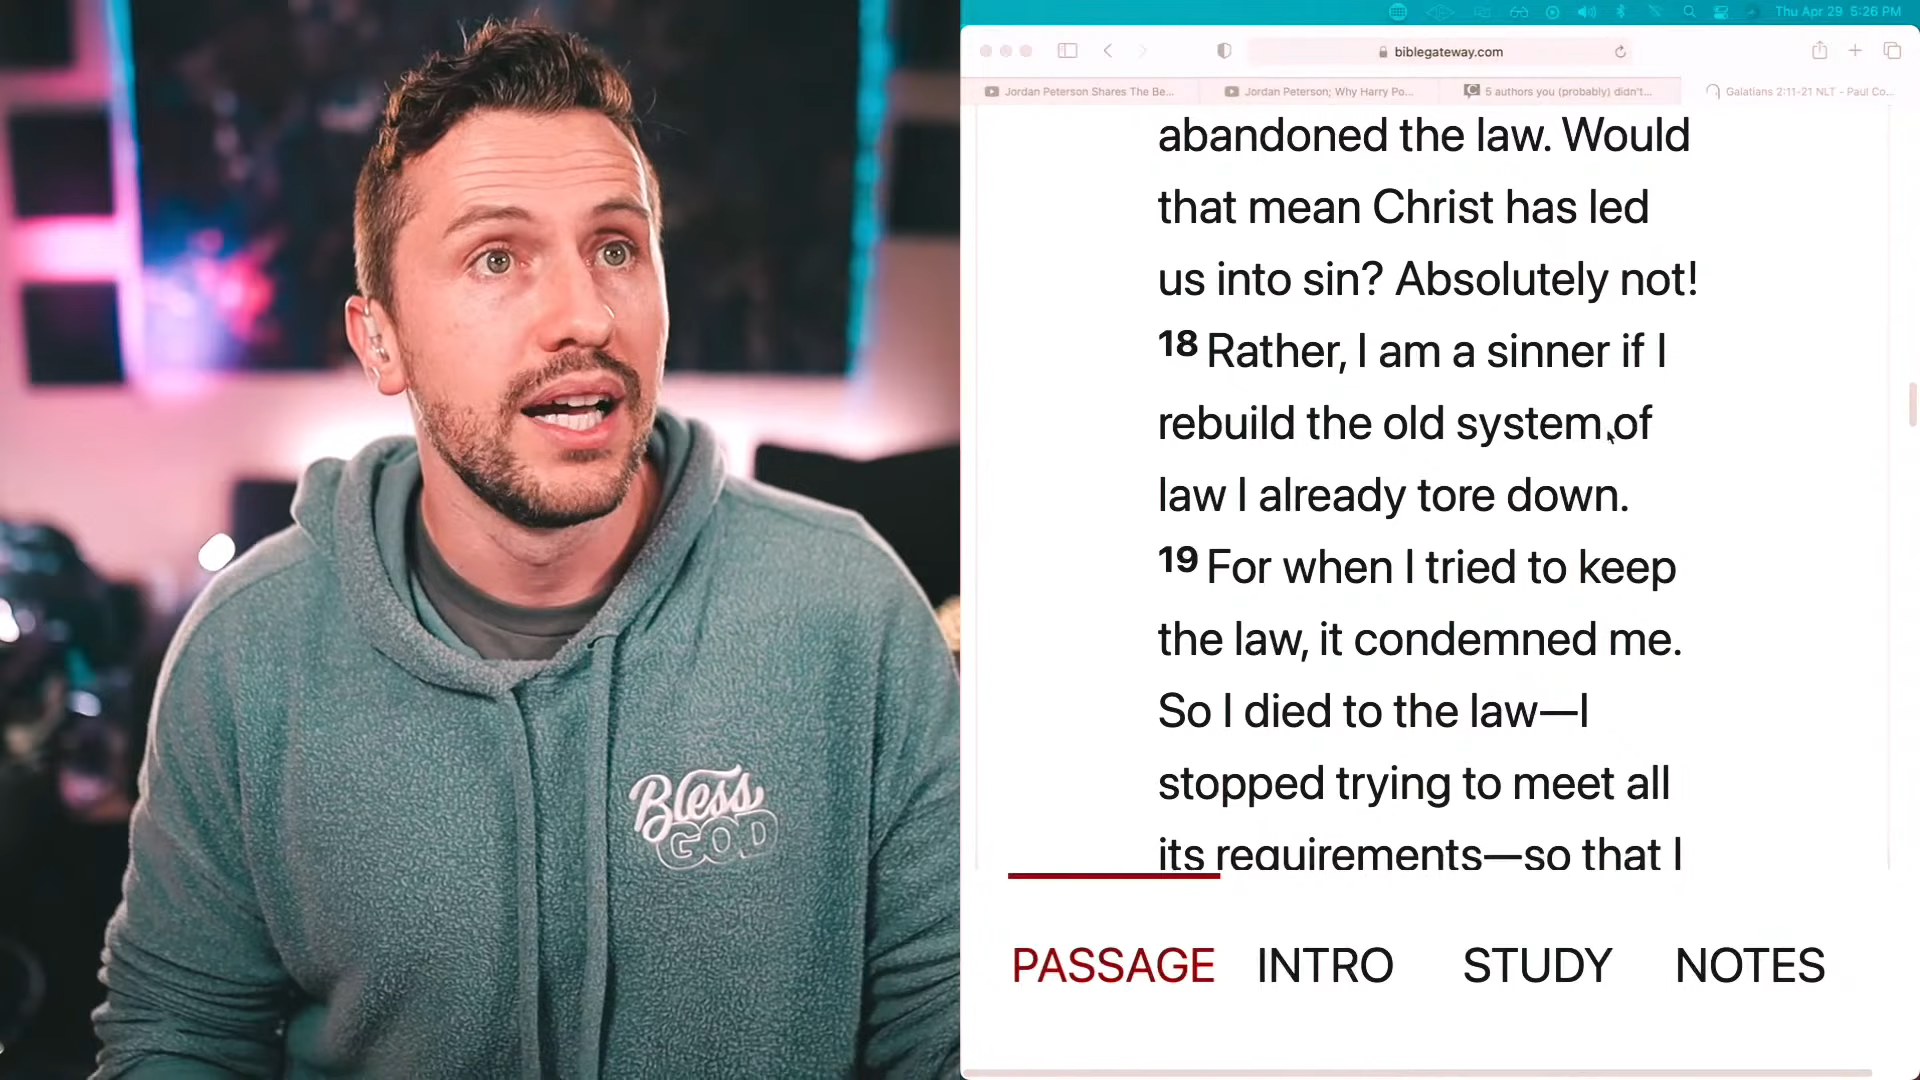 Thu Apr 29 5:26 PM
biblegateway.com
Jordan Peterson Shares The Be...
Jordan Peterson; Why Harry Po...
5 authors you (probably) didn't...
Galatians 2:11-21 NLT - Paul Co...
abandoned the law. Would
that mean Christ has led
us into sin? Absolutely not!
18 Rather, I am a sinner if I
rebuild the old system of
law I already tore down.
19 For when I tried to keep
the law, it condemned me.
So I died to the law—I
stopped trying to meet all
its requirements—so that I
PASSAGE INTRO STUDY NOTES
Bless
GOD